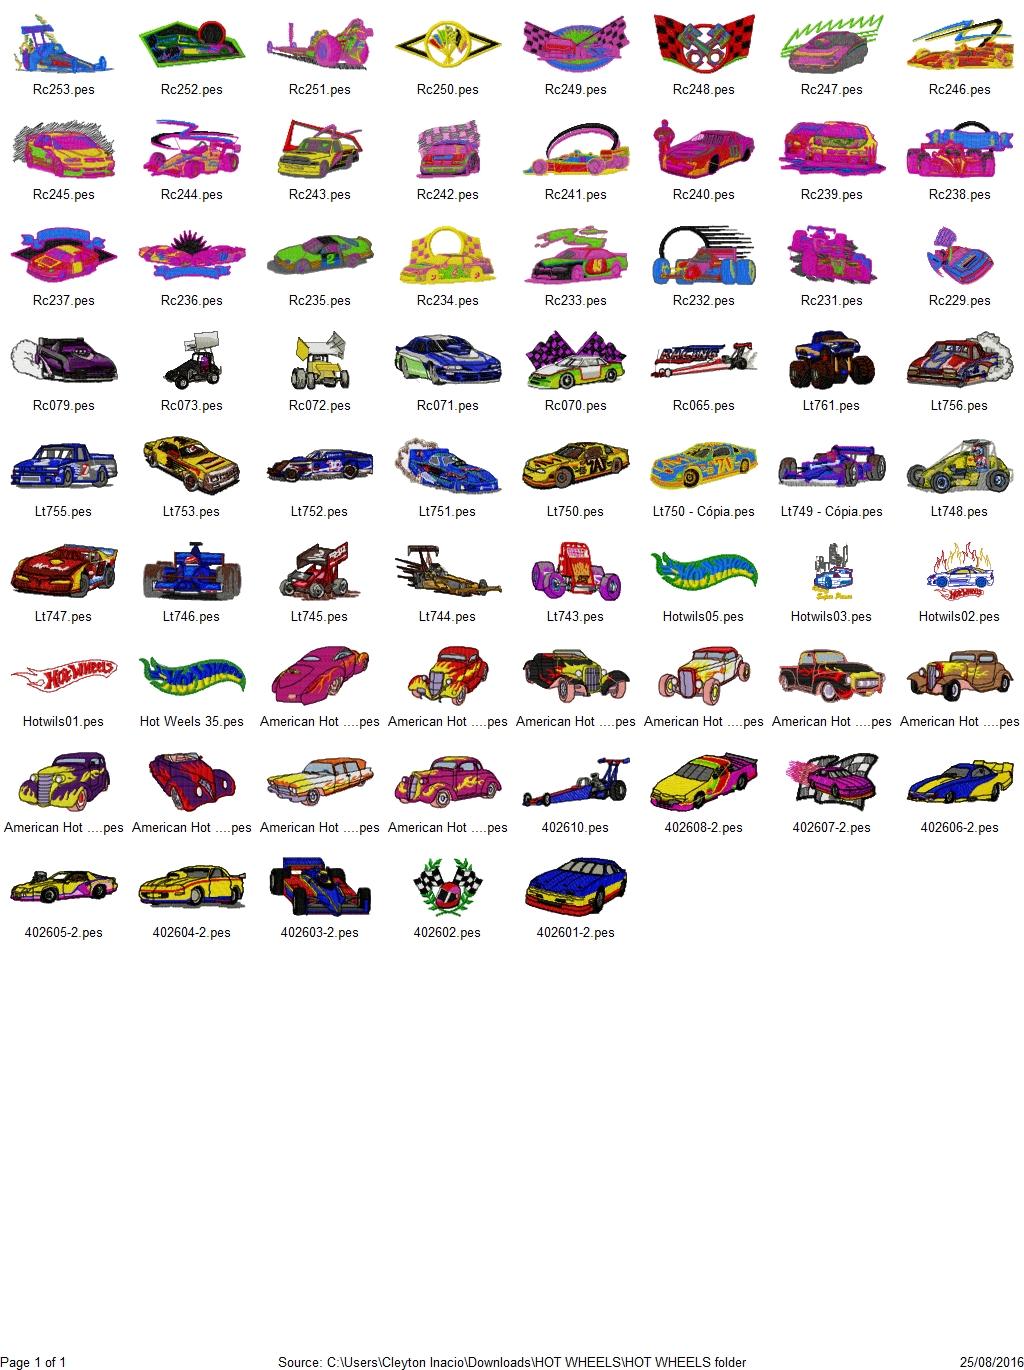 Rc253.pes Rc252.pes Rc251.pes Rc250.pes Rc249.pes Rc248.pes Rc247.pes Rc246.pes
Rc245.pes Rc244.pes Rc243.pes Rc242.pes Rc241.pes Rc240.pes Rc239.pes Rc238.pes
Rc237.pes Rc236.pes Rc235.pes Rc234.pes Rc233.pes Rc232.pes Rc231.pes Rc229.pes
RACING
Rc079.pes Rc073.pes Rc072.pes Rc071.pes Rc070.pes Rc065.pes Lt761.pes Lt756.pes
Lt755.pes Lt753.pes Lt752.pes Lt751.pes Lt750.pes Lt750 - Cópia.pes Lt749 - Cópia.pes Lt748.pes
Super Power
HOT WHEELS
Lt747.pes Lt746.pes Lt745.pes Lt744.pes Lt743.pes Hotwils05.pes Hotwils03.pes Hotwils02.pes
HOT WHEELS
Hotwils01.pes Hot Weels 35.pes American Hot ....pes American Hot ....pes American Hot ....pes American Hot ....pes American Hot ....pes American Hot ....pes
American Hot ....pes American Hot ....pes American Hot ....pes American Hot ....pes 402610.pes 402608-2.pes 402607-2.pes 402606-2.pes
402605-2.pes 402604-2.pes 402603-2.pes 402602.pes 402601-2.pes
Page 1 of 1 Source: C:\Users\Cleyton Inacio\Downloads\HOT WHEELS\HOT WHEELS folder 25/08/2016